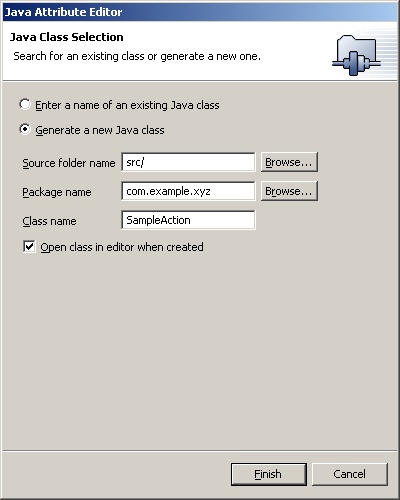 Java Attribute Editor
Java Class Selection
Search for an existing class or generate a new one.
Enter a name of an existing Java class
Generate a new Java class
Source folder name src/ Browse...
Package name com.example.xyz Browse...
Class name SampleAction
Open class in editor when created
Finish Cancel